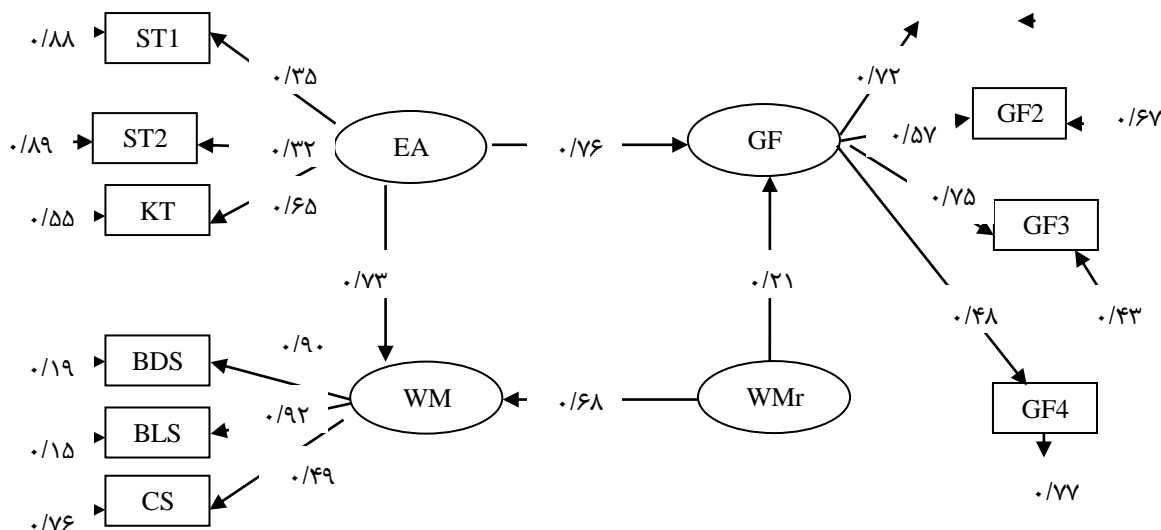 ۰/۸۸
ST1
۰/۳۵
۰/۷۲
۰/۸۹
ST2
۰/۳۲
EA
۰/۷۶
GF
۰/۵۷
GF2
۰/۶۷
۰/۵۵
KT
۰/۶۵
۰/۷۵
GF3
۰/۷۳
۰/۲۱
۰/۴۸
۰/۴۳
۰/۱۹
BDS
۰/۹۰
WM
۰/۶۸
WMr
GF4
۰/۱۵
BLS
۰/۹۲
۰/۷۶
CS
۰/۴۹
۰/۷۷